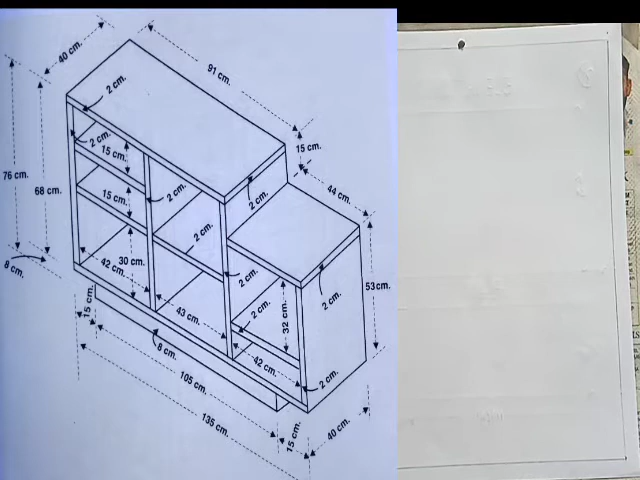 40 cm.
91 cm.
2 cm.
2 cm.
15 cm.
15 cm.
76 cm.
68 cm.
2 cm.
15 cm.
44 cm.
2 cm.
2 cm.
30 cm.
42 cm.
8 cm.
2 cm.
53cm.
2 cm.
15 cm.
43 cm.
2 cm.
32 cm.
8 cm.
42 cm.
2 cm.
105 cm.
135 cm.
15 cm.
40 cm.